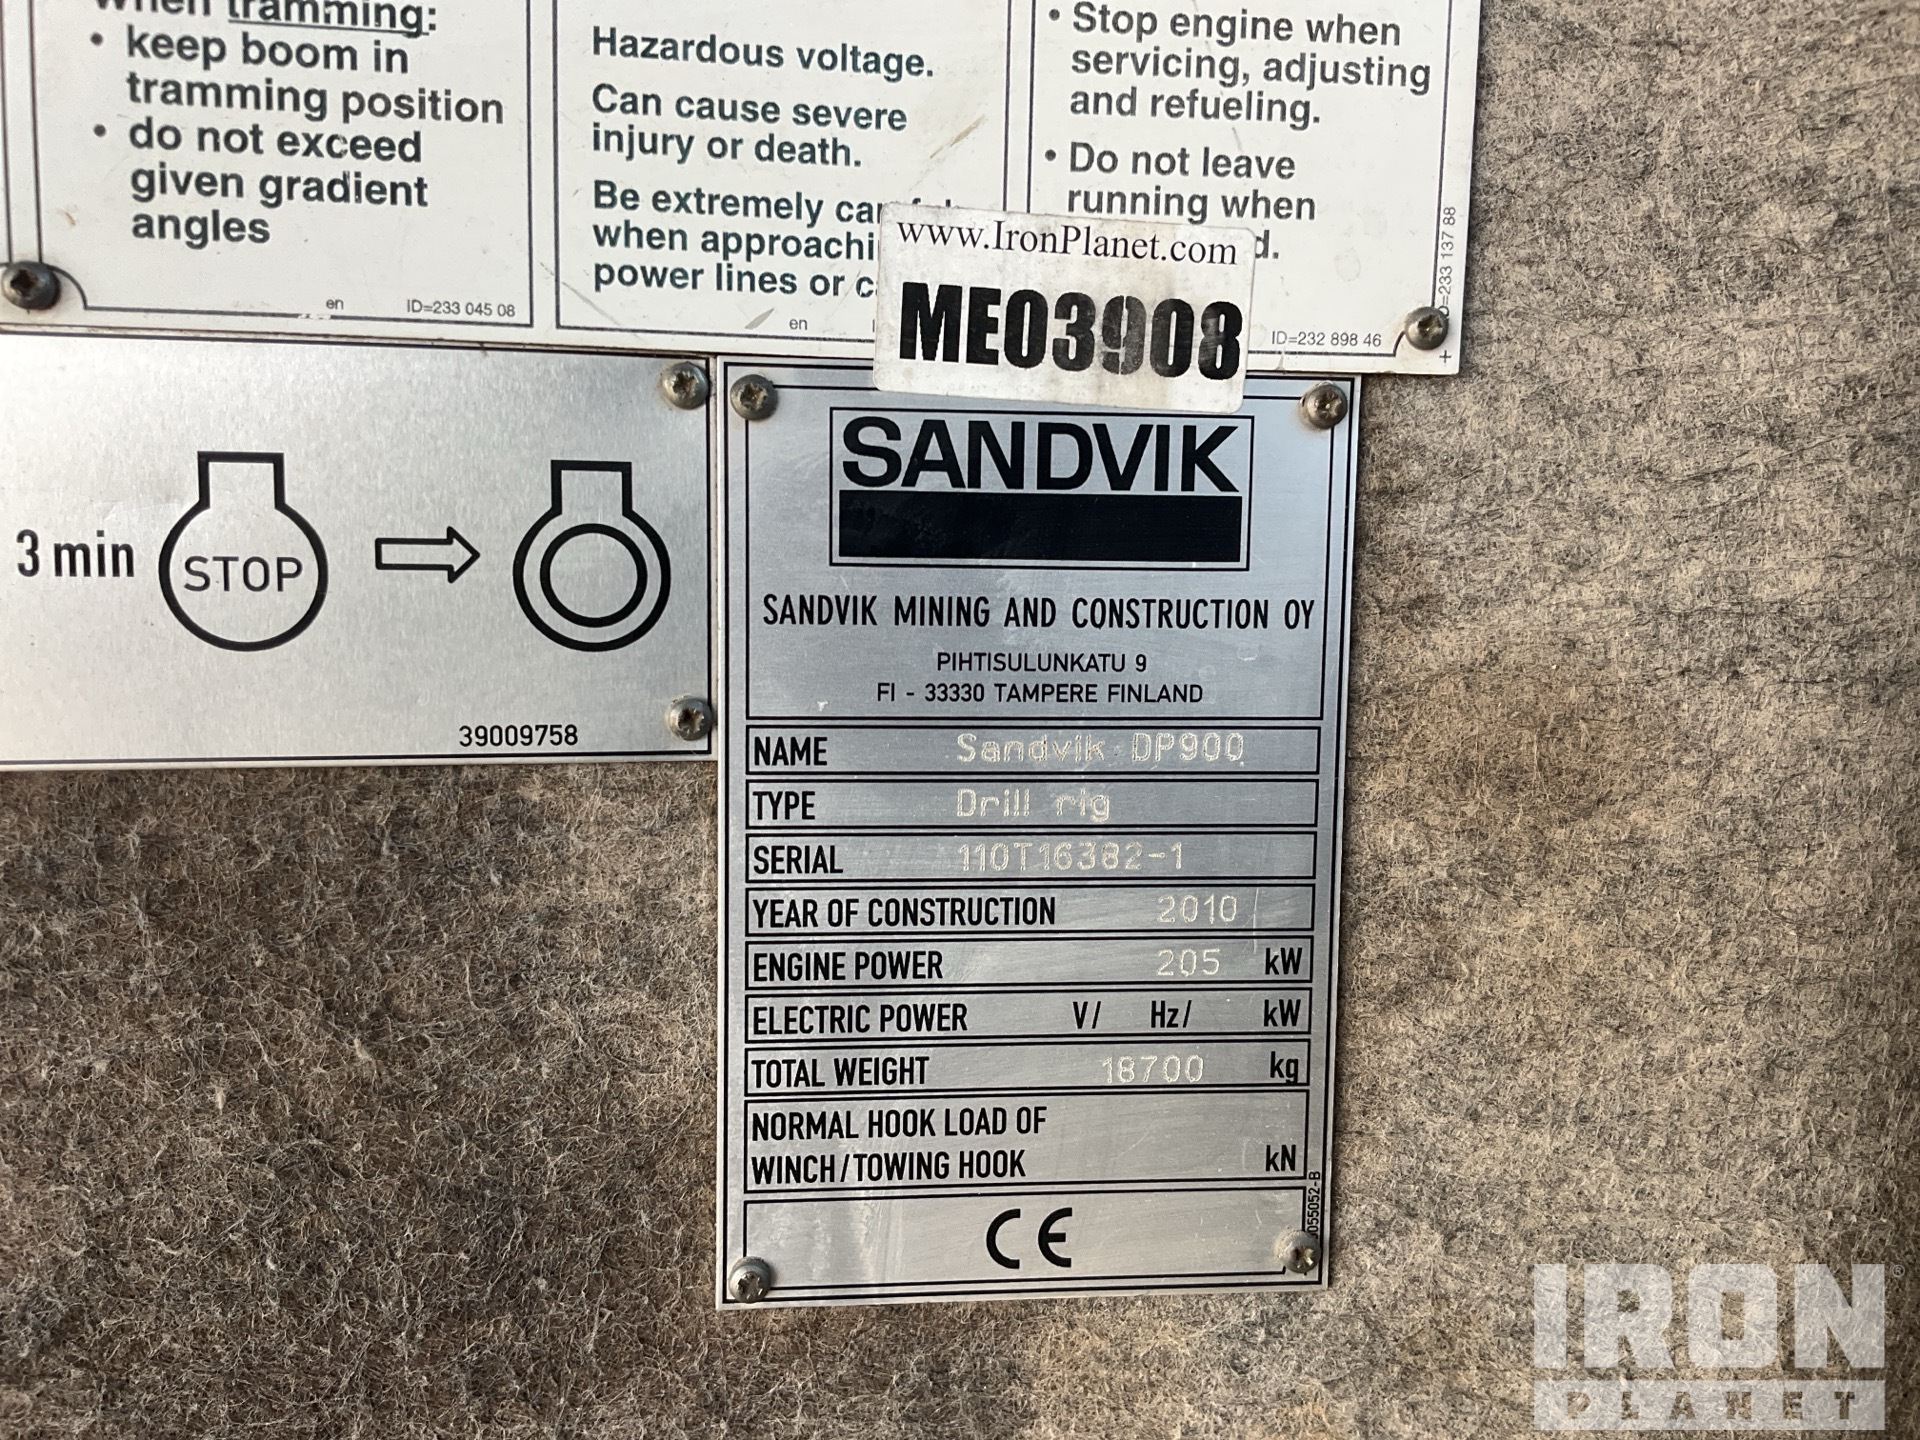 when tramming:
• keep boom in
tramming position
• do not exceed
given gradient
angles
en ID=233 045 08
Hazardous voltage.
Can cause severe
injury or death.
Be extremely
when
power lines or
en
• Stop engine when
servicing, adjusting
and refueling.
• Do not leave
running when
ID=232 898 46
233 137 88
www.IronPlanet.com
ME03908
3 min STOP
39009758
SANDVIK
SANDVIK MINING AND CONSTRUCTION OY
PIHTISULUNKATU 9
FI - 33330 TAMPERE FINLAND
NAME Sandvik DP900
TYPE Drill rig
SERIAL 110T16382-1
YEAR OF CONSTRUCTION 2010
ENGINE POWER 205 kW
ELECTRIC POWER V/ Hz/ kW
TOTAL WEIGHT 18700 kg
NORMAL HOOK LOAD OF
WINCH/TOWING HOOK kN
CE
055052-B
IRON
PLANET